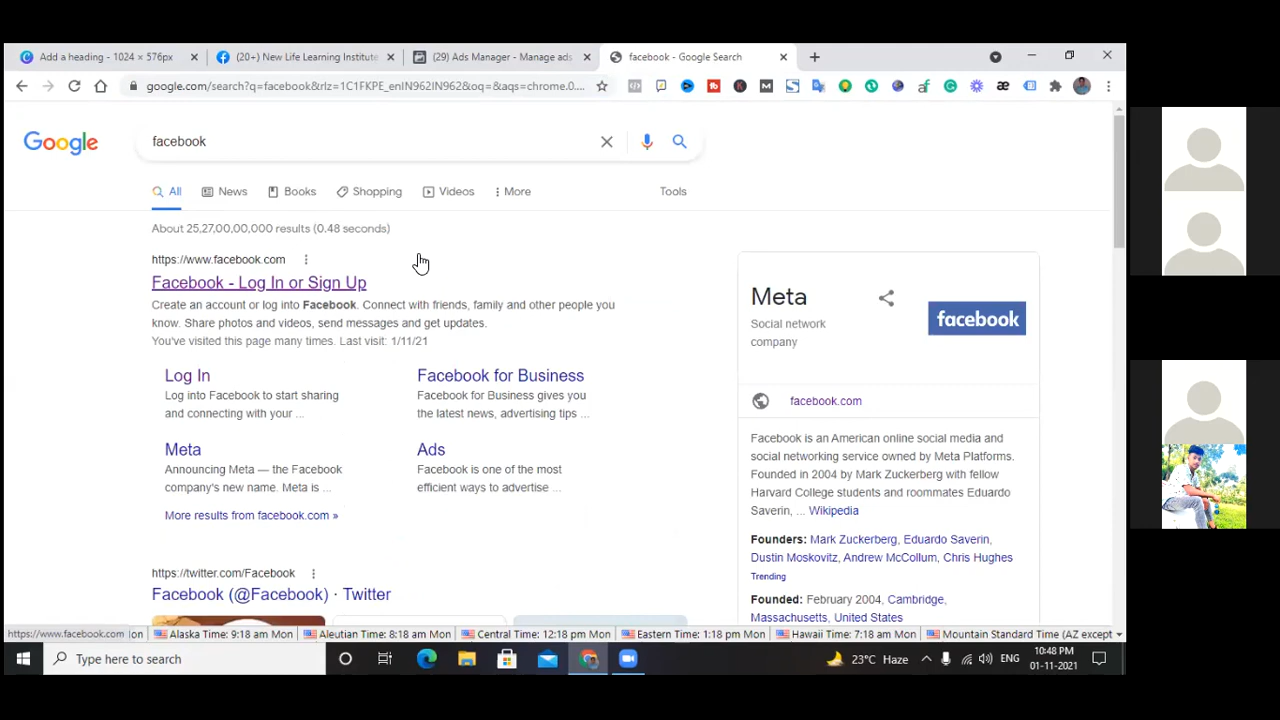 Add a heading - 1024 × 576px
(20+) New Life Learning Institute
(29) Ads Manager - Manage ads
facebook - Google Search
google.com/search?q=facebook&rlz=1C1FKPE_enIN962IN962&oq=&aqs=chrome.0....
Google
facebook
All
News
Books
Shopping
Videos
More
Tools
About 25,27,00,00,000 results (0.48 seconds)
https://www.facebook.com
Facebook - Log In or Sign Up
Create an account or log into Facebook. Connect with friends, family and other people you
know. Share photos and videos, send messages and get updates.
You've visited this page many times. Last visit: 1/11/21
Log In
Log into Facebook to start sharing
and connecting with your ...
Facebook for Business
Facebook for Business gives you
the latest news, advertising tips ...
Meta
Announcing Meta — the Facebook
company's new name. Meta is ...
Ads
Facebook is one of the most
efficient ways to advertise ...
More results from facebook.com »
https://twitter.com/Facebook
Facebook (@Facebook) · Twitter
Meta
Social network
company
facebook
facebook.com
Facebook is an American online social media and
social networking service owned by Meta Platforms.
Founded in 2004 by Mark Zuckerberg with fellow
Harvard College students and roommates Eduardo
Saverin, ... Wikipedia
Founders: Mark Zuckerberg, Eduardo Saverin,
Dustin Moskovitz, Andrew McCollum, Chris Hughes
Trending
Founded: February 2004, Cambridge,
Massachusetts, United States
https://www.facebook.com
ion
Alaska Time: 9:18 am Mon
Aleutian Time: 8:18 am Mon
Central Time: 12:18 pm Mon
Eastern Time: 1:18 pm Mon
Hawaii Time: 7:18 am Mon
Mountain Standard Time (AZ except
Type here to search
23°C Haze
ENG
10:48 PM
01-11-2021